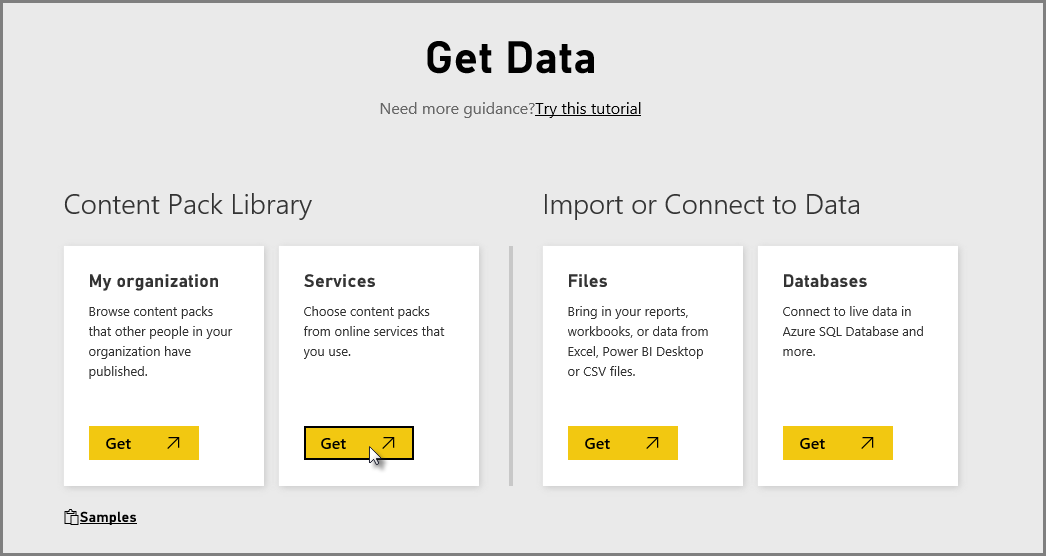 Get Data
Need more guidance?Try this tutorial
Content Pack Library
My organization
Browse content packs
that other people in your
organization have
published.
Get
Services
Choose content packs
from online services that
you use.
Get
Import or Connect to Data
Files
Bring in your reports,
workbooks, or data from
Excel, Power BI Desktop
or CSV files.
Get
Databases
Connect to live data in
Azure SQL Database and
more.
Get
Samples